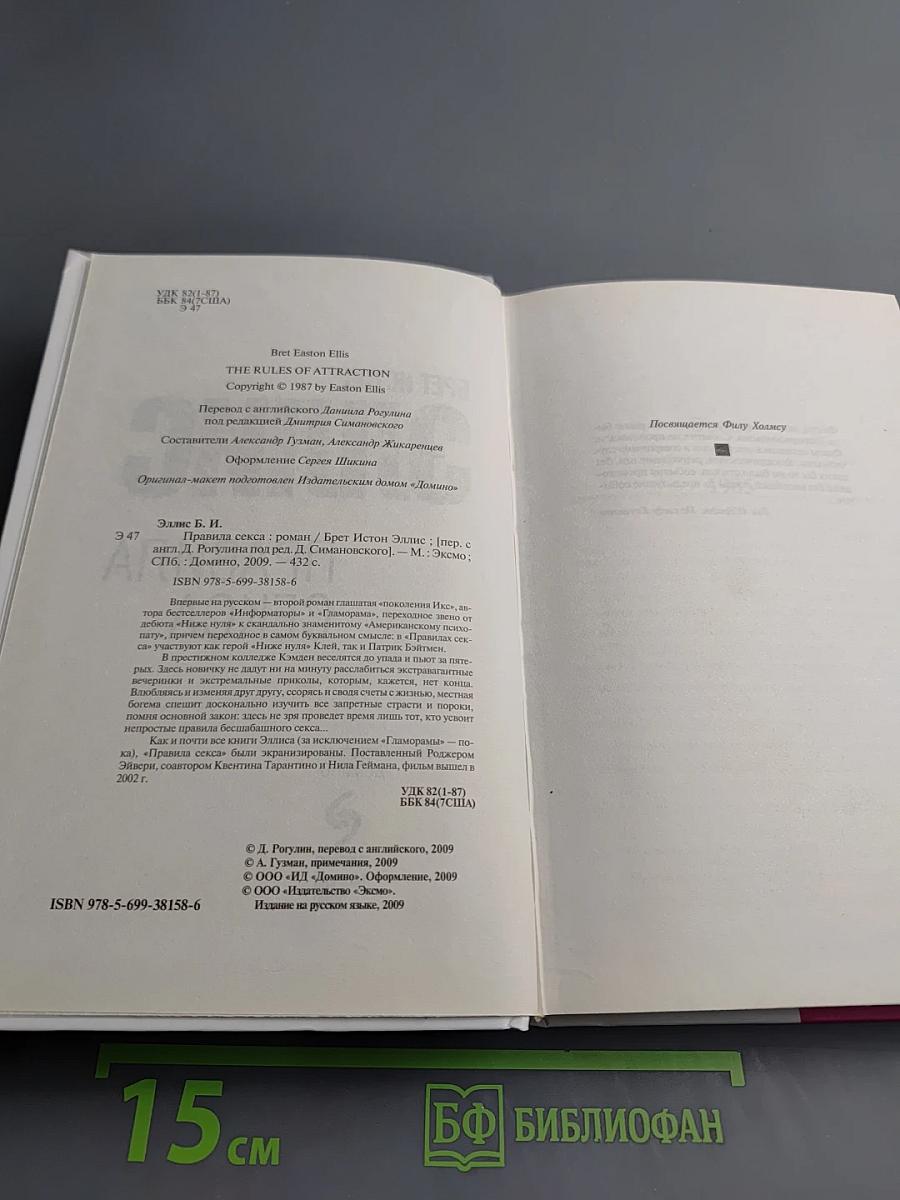 УДК 82(1-87)
ББК 84(7США)
Э 47
Bret Easton Ellis
THE RULES OF ATTRACTION
Copyright © 1987 by Easton Ellis
Перевод с английского Даниила Рогулина
под редакцией Дмитрия Симановского
Составители Александр Гузман, Александр Жикаренцев
Оформление Сергея Шикина
Оригинал-макет подготовлен Издательским домом «Домино»
Эллис Б. И.
Э 47 Правила секса : роман / Брет Истон Эллис ; [пер. с
англ. Д. Рогулина под ред. Д. Симановского]. — М. : Эксмо ;
СПб. : Домино, 2009. — 432 с.
ISBN 978-5-699-38158-6
Впервые на русском — второй роман глашатая «поколения Икс», ав-
тора бестселлеров «Информаторы» и «Гламорама», переходное звено от
дебюта «Ниже нуля» к скандально знаменитому «Американскому психо-
пату», причем переходное в самом буквальном смысле: в «Правилах сек-
са» участвуют как герой «Ниже нуля» Клей, так и Патрик Бэйтмен.
В престижном колледже Кэмден веселятся до упада и пьют за пяте-
рых. Здесь новичку не дадут ни на минуту расслабиться экстравагантные
вечеринки и экстремальные приколы, которым, кажется, нет конца.
Влюбляясь и изменяя друг другу, ссорясь и сводя счеты с жизнью, местная
богема спешит досконально изучить все запретные страсти и пороки,
помня основной закон: здесь не зря проведет время лишь тот, кто усвоит
непростые правила бесшабашного секса...
Как и почти все книги Эллиса (за исключением «Гламорамы» — по-
ка), «Правила секса» были экранизированы. Поставленный Роджером
Эйвери, соавтором Квентина Тарантино и Нила Геймана, фильм вышел в
2002 г.
УДК 82(1-87)
ББК 84(7США)
© Д. Рогулин, перевод с английского, 2009
© А. Гузман, примечания, 2009
© ООО «ИД «Домино». Оформление, 2009
© ООО «Издательство «Эксмо».
Издание на русском языке, 2009
ISBN 978-5-699-38158-6
Посвящается Филу Холмсу
15 см
БФ БИБЛИОФАН